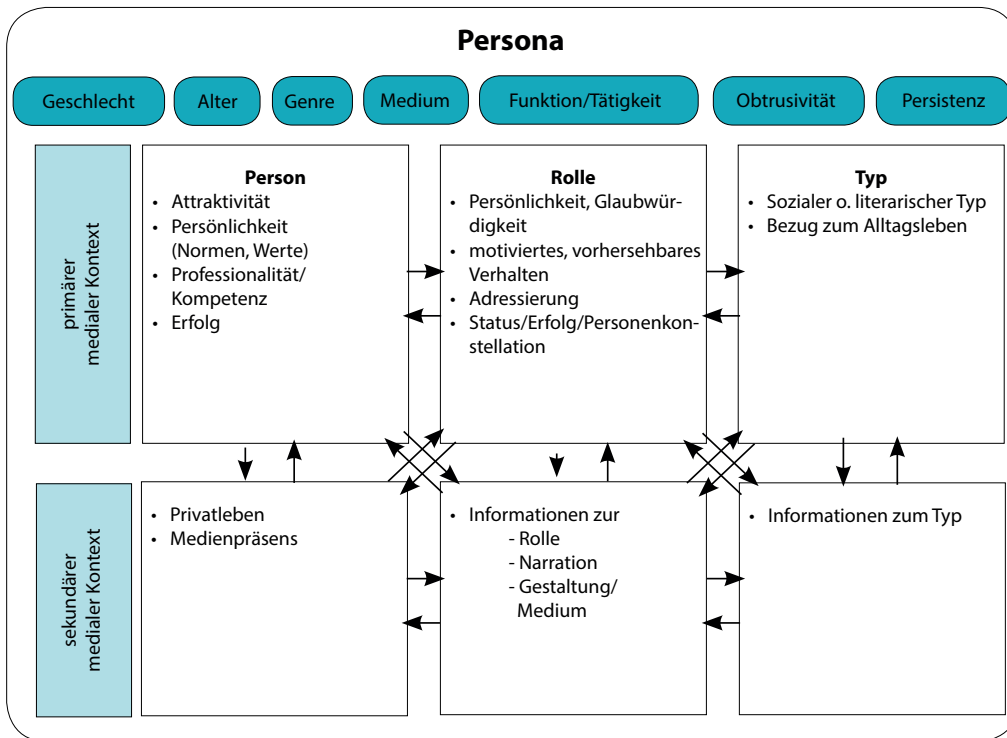 Persona
Geschlecht
Alter
Genre
Medium
Funktion/Tätigkeit
Obtrusivität
Persistenz
primärer
medialer Kontext
Person
• Attraktivität
• Persönlichkeit
(Normen, Werte)
• Professionalität/
Kompetenz
• Erfolg
Rolle
• Persönlichkeit, Glaubwür-
digkeit
• motiviertes, vorhersehbares
Verhalten
• Adressierung
• Status/Erfolg/Personenkon-
stellation
Typ
• Sozialer o. literarischer Typ
• Bezug zum Alltagsleben
sekundärer
medialer Kontext
• Privatleben
• Medienpräsens
• Informationen zur
- Rolle
- Narration
- Gestaltung/
Medium
• Informationen zum Typ